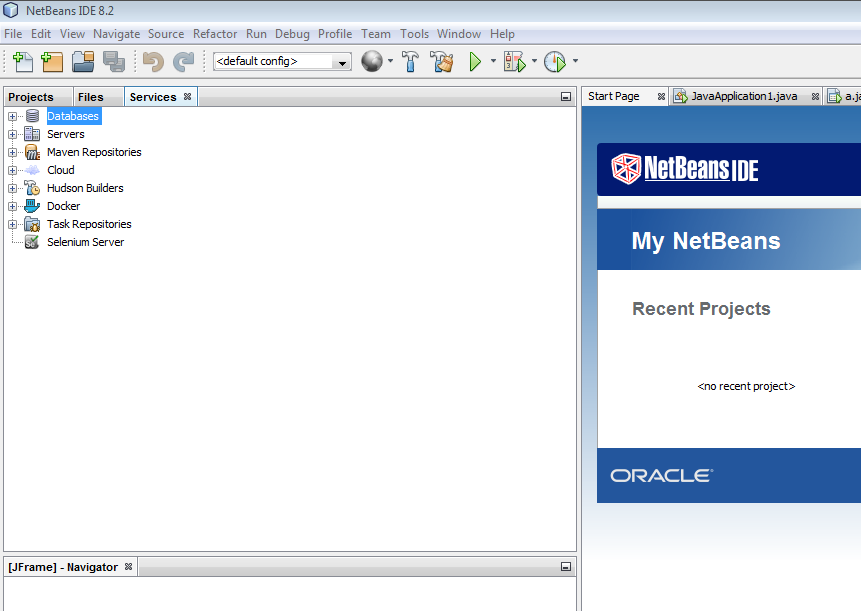 NetBeans IDE 8.2
File Edit View Navigate Source Refactor Run Debug Profile Team Tools Window Help
<default config>
Projects Files Services
Databases
Servers
Maven Repositories
Cloud
Hudson Builders
Docker
Task Repositories
Selenium Server
[JFrame] - Navigator
Start Page JavaApplication1.java a.ja
NetBeans IDE
My NetBeans
Recent Projects
<no recent project>
ORACLE